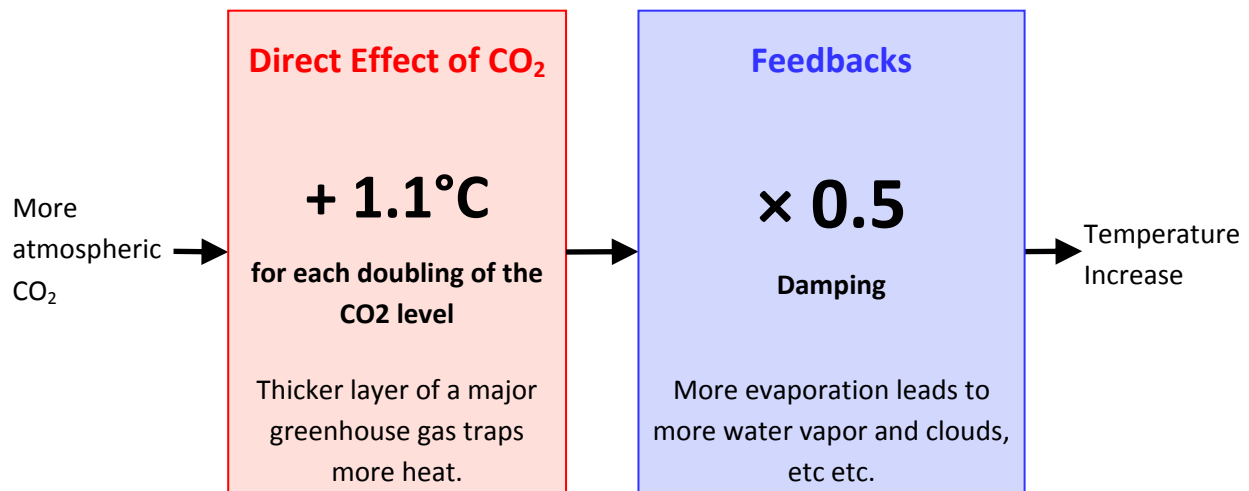 More
atmospheric
CO₂
Direct Effect of CO₂
+ 1.1°C
for each doubling of the
CO2 level
Thicker layer of a major
greenhouse gas traps
more heat.
Feedbacks
× 0.5
Damping
More evaporation leads to
more water vapor and clouds,
etc etc.
Temperature
Increase